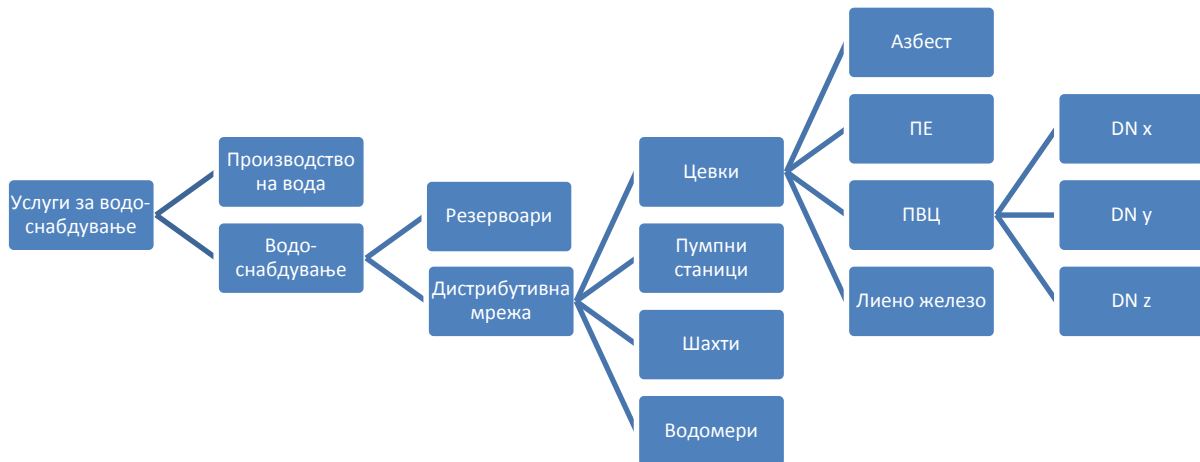 Услуги за водо-
снабдување
Производство
на вода
Водо-
снабдување
Резервоари
Дистрибутивна
мрежа
Цевки
Пумпни
станици
Шахти
Водомери
Азбест
ПЕ
ПВЦ
Лиено железо
DN x
DN y
DN z